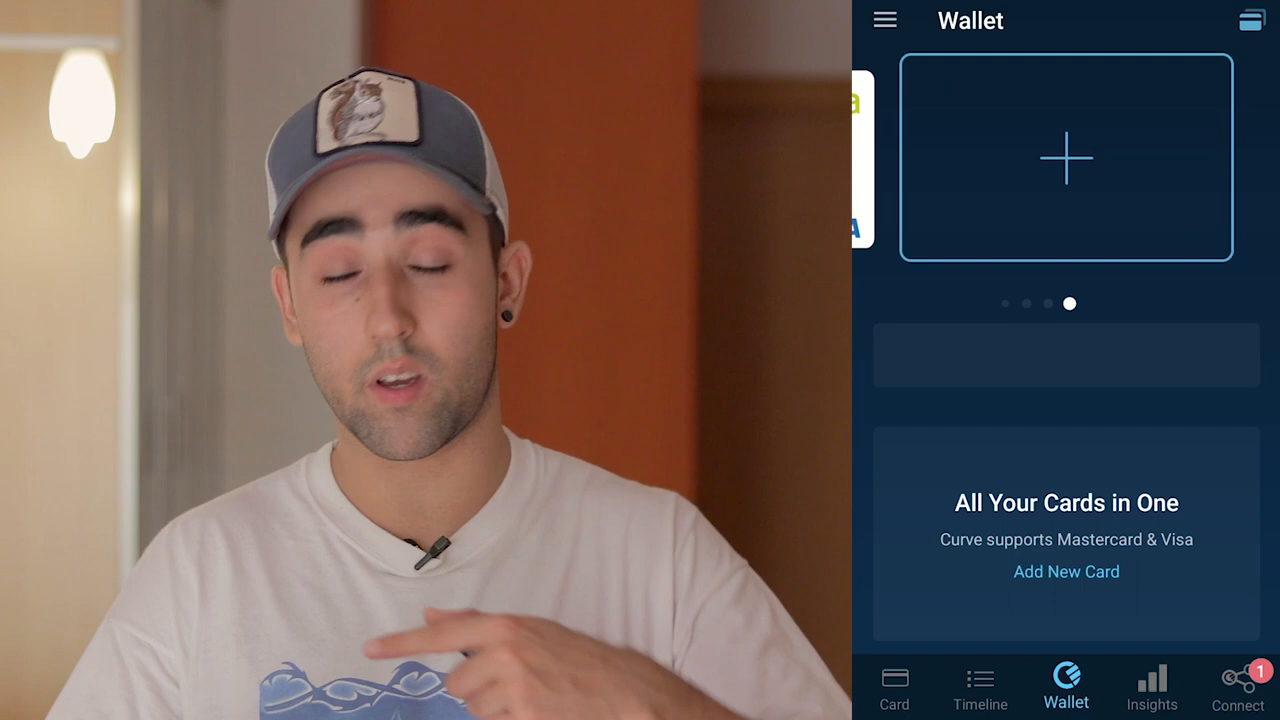 Wallet
a
A
All Your Cards in One
Curve supports Mastercard & Visa
Add New Card
Card
Timeline
Wallet
Insights
Connect
1